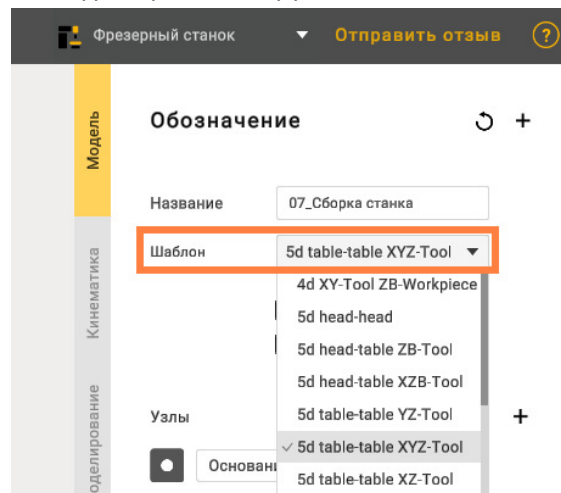 Фрезерный станок
Отправить отзыв
?
Модель
Обозначение
+
Название
07_Сборка станка
Кинематика
Шаблон
5d table-table XYZ-Tool
4d XY-Tool ZB-Workpiece
5d head-head
5d head-table ZB-Tool
5d head-table XZB-Tool
5d table-table YZ-Tool
Узлы
+
5d table-table XYZ-Tool
5d table-table XZ-Tool